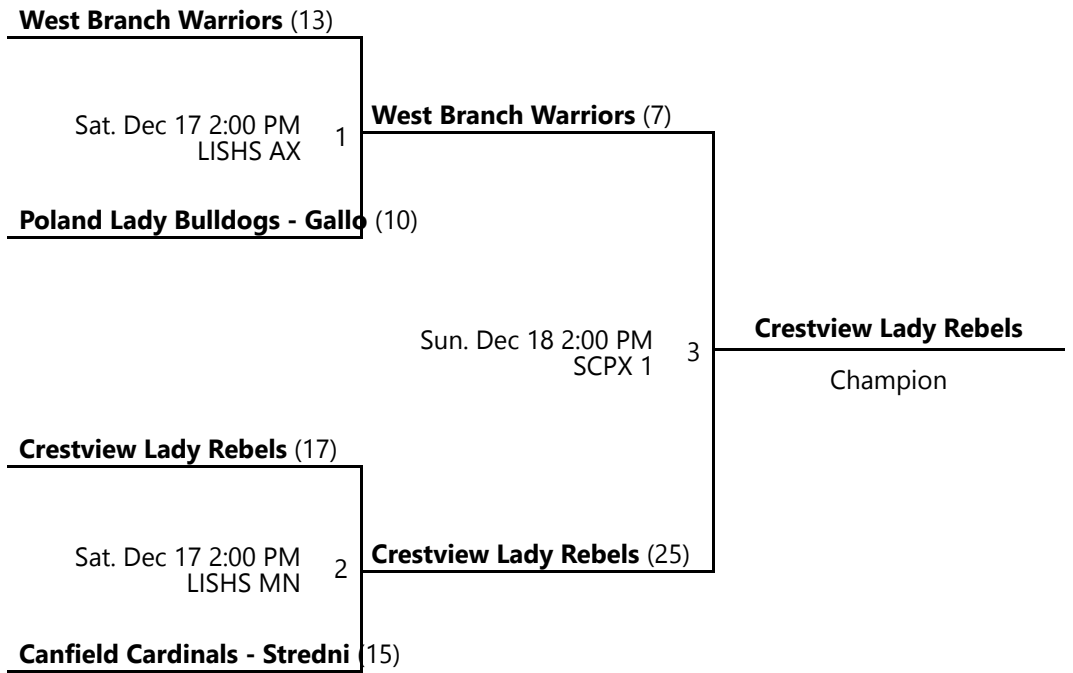 West Branch Warriors (13)
Sat. Dec 17 2:00 PM
LISHS AX
1
West Branch Warriors (7)
Poland Lady Bulldogs - Gallo (10)
Sun. Dec 18 2:00 PM
SCPX 1
3
Crestview Lady Rebels
Champion
Crestview Lady Rebels (17)
Sat. Dec 17 2:00 PM
LISHS MN
2
Crestview Lady Rebels (25)
Canfield Cardinals - Stredni (15)